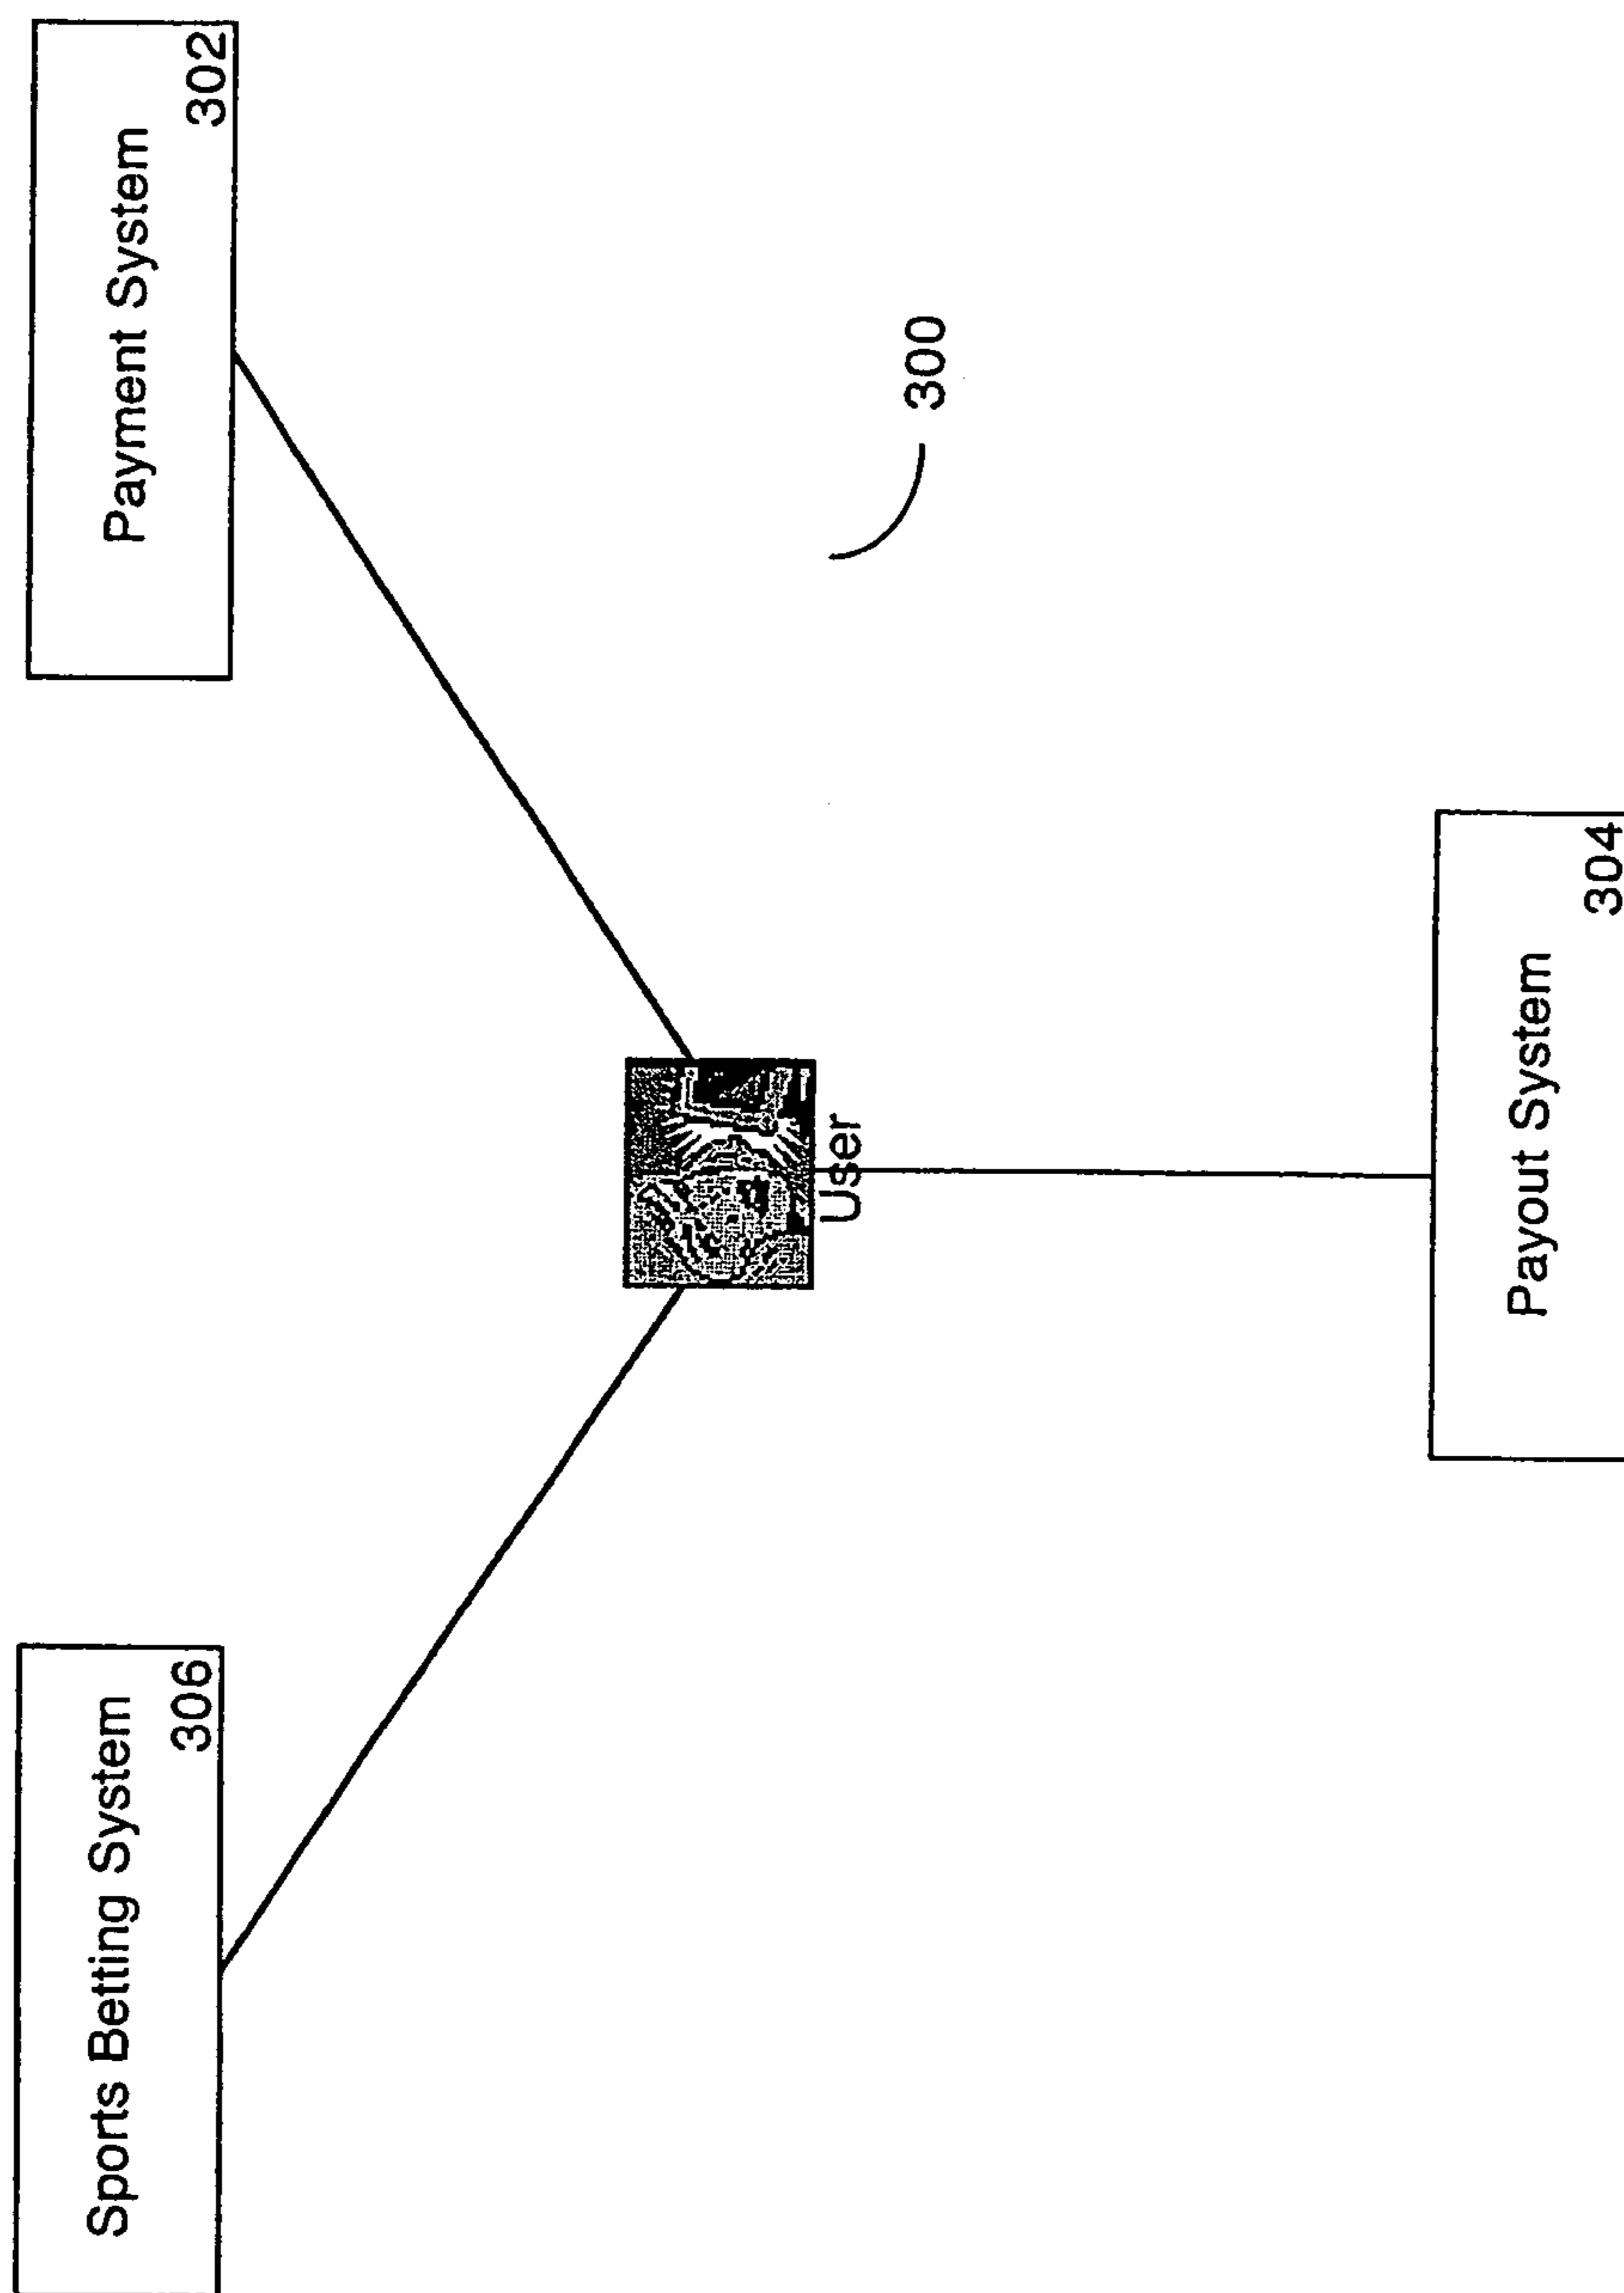 Sports Betting System
306
Payment System
302
User
300
Payout System
304